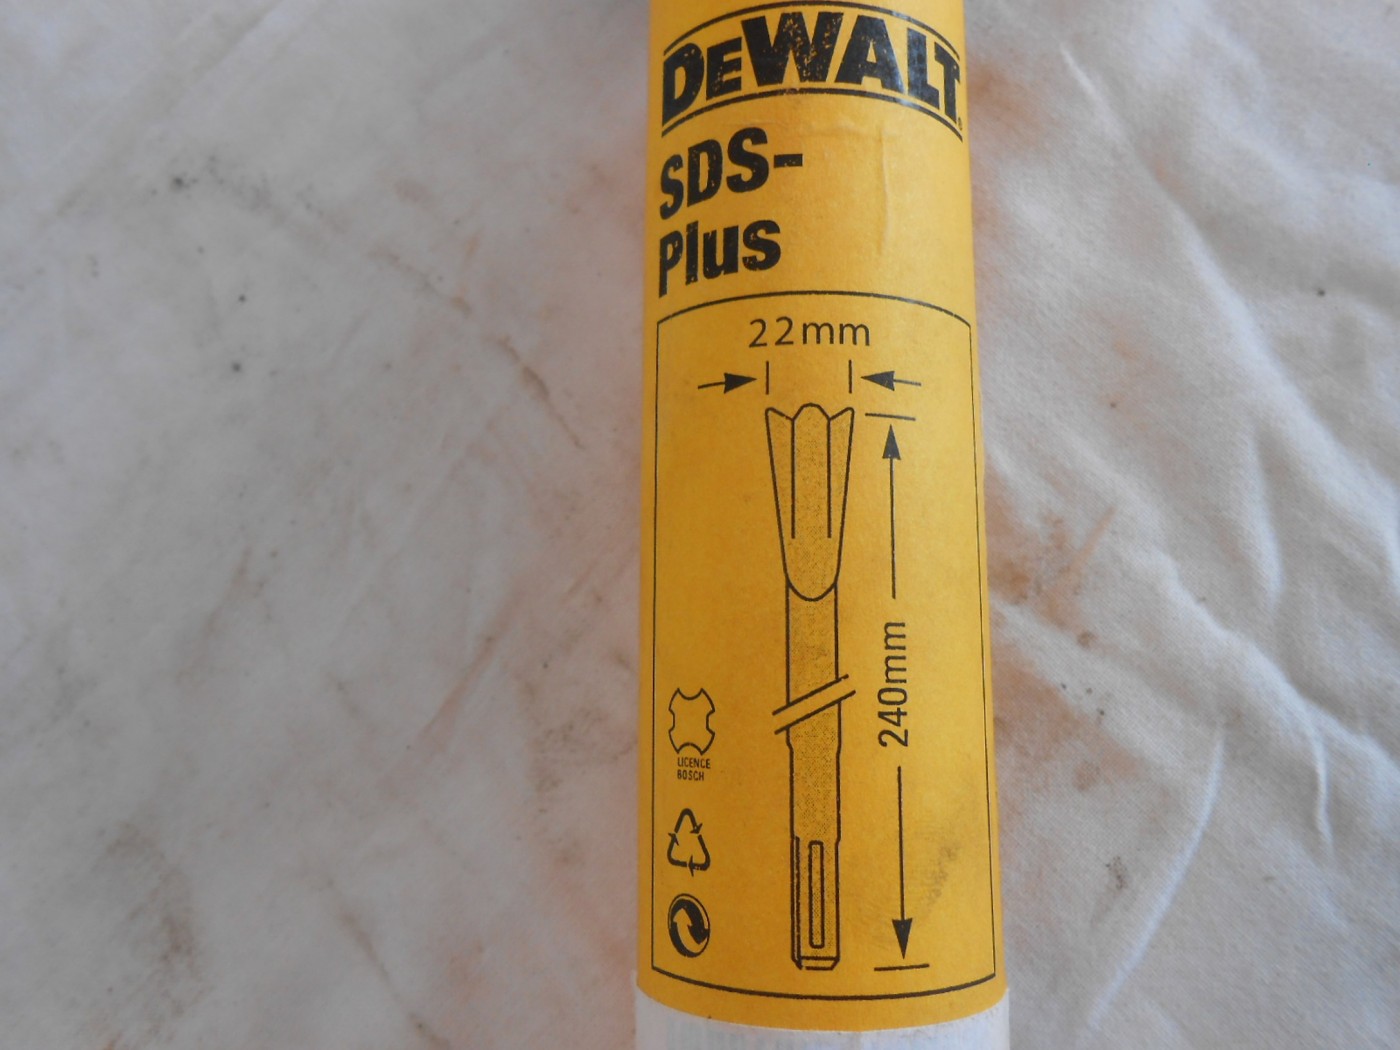 DEWALT
SDS-
Plus
22mm
240mm
LICENCE
BOSCH